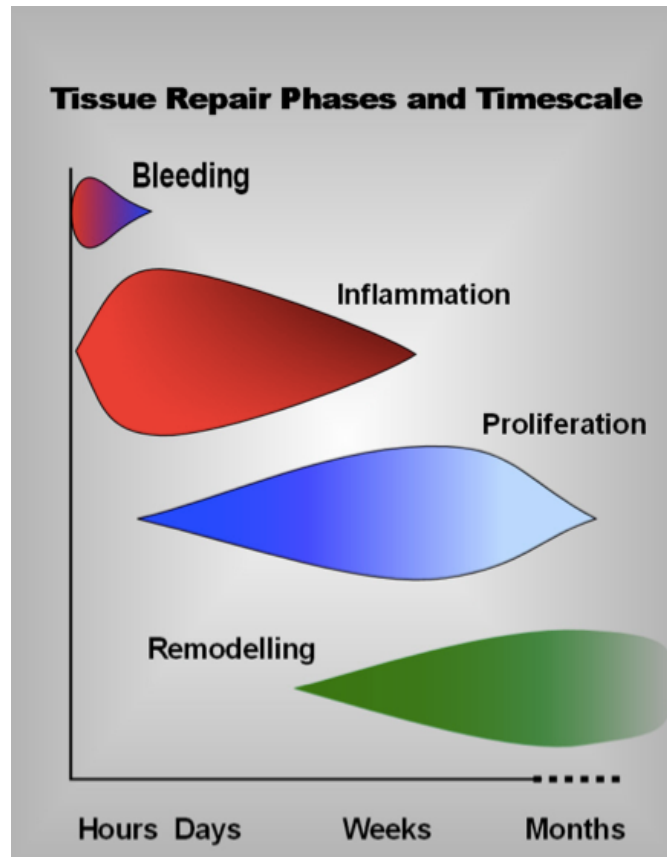 Tissue Repair Phases and Timescale
Bleeding
Inflammation
Proliferation
Remodelling
Hours Days Weeks Months